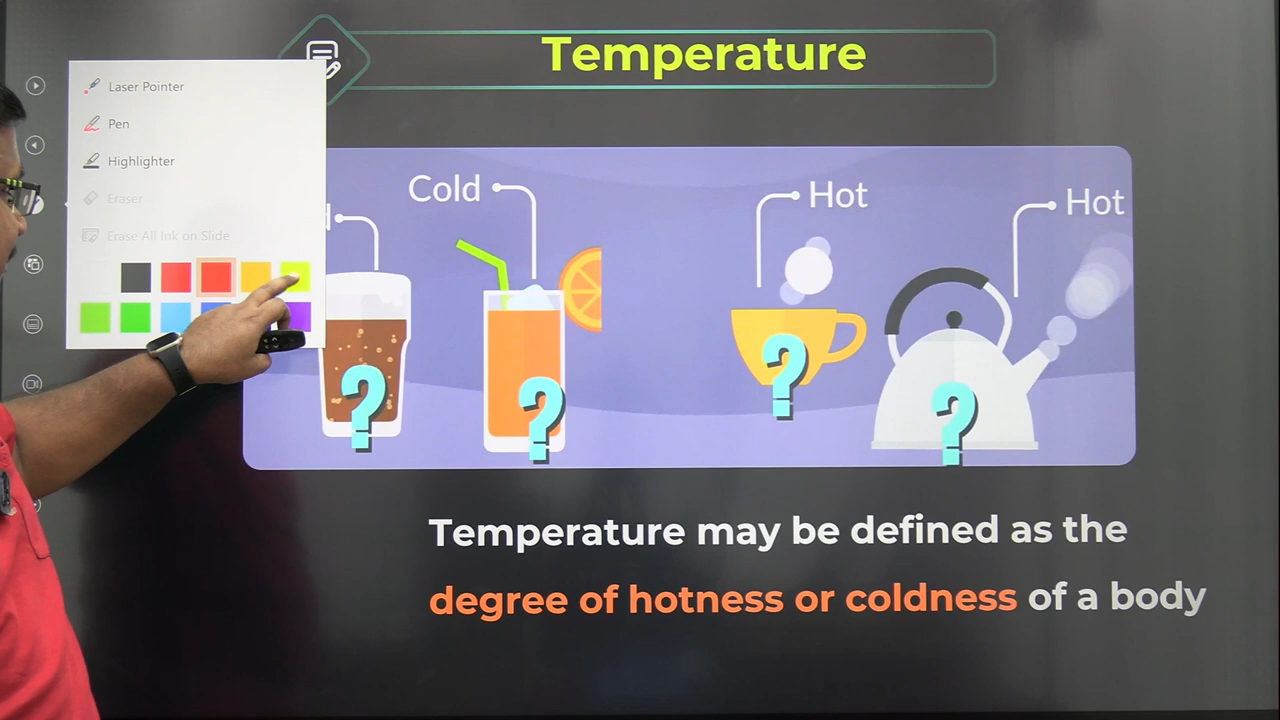 Temperature
Laser Pointer
Pen
Highlighter
Eraser
Erase All Ink on Slide
Cold
Hot
Hot
d
?
?
?
?
Temperature may be defined as the
degree of hotness or coldness of a body